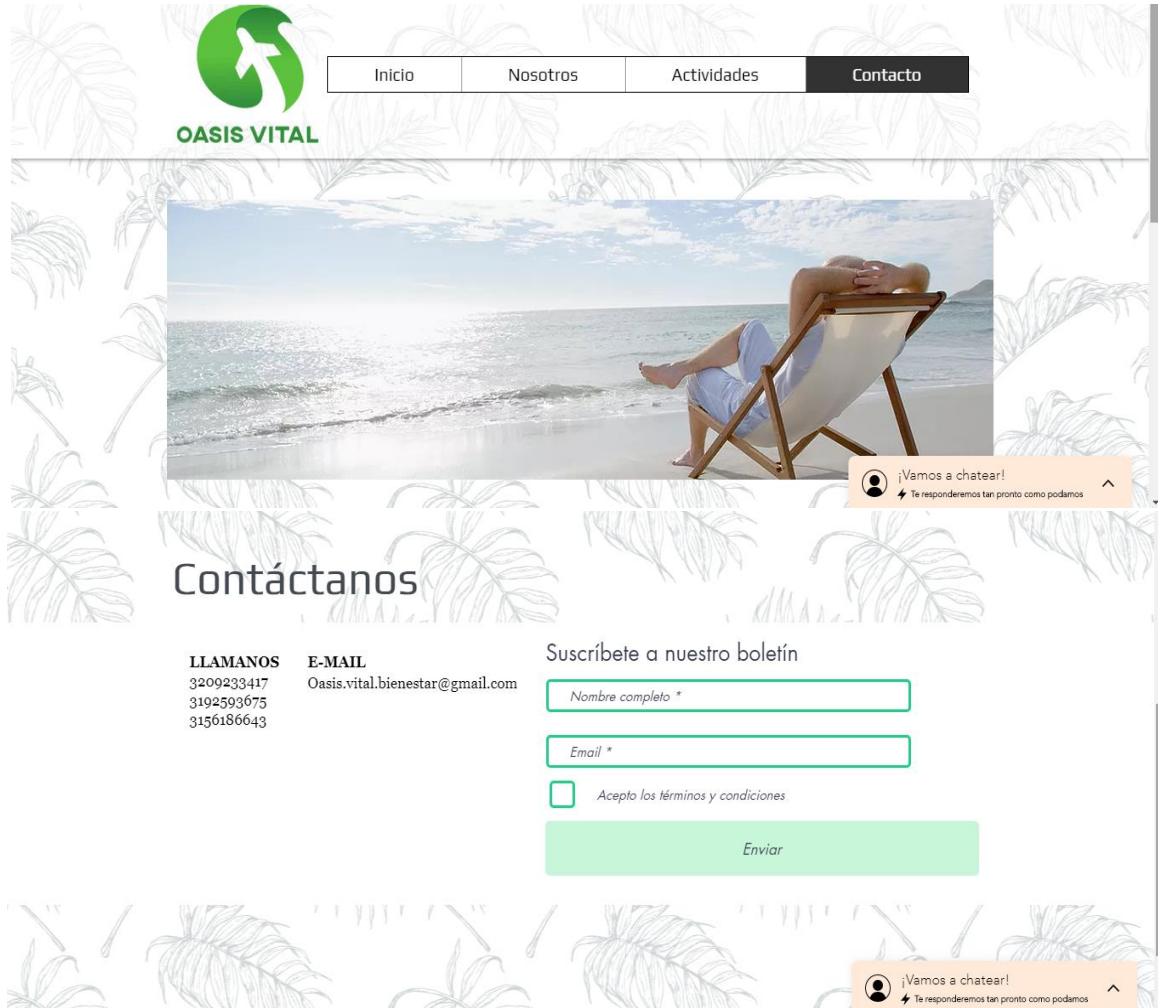 OASIS VITAL
Inicio
Nosotros
Actividades
Contacto
¡Vamos a chatear!
Te responderemos tan pronto como podamos
Contáctanos
LLAMANOS
3209233417
3192593675
3156186643
E-MAIL
Oasis.vital.bienestar@gmail.com
Suscríbete a nuestro boletín
Nombre completo *
Email *
Acepto los términos y condiciones
Enviar
¡Vamos a chatear!
Te responderemos tan pronto como podamos